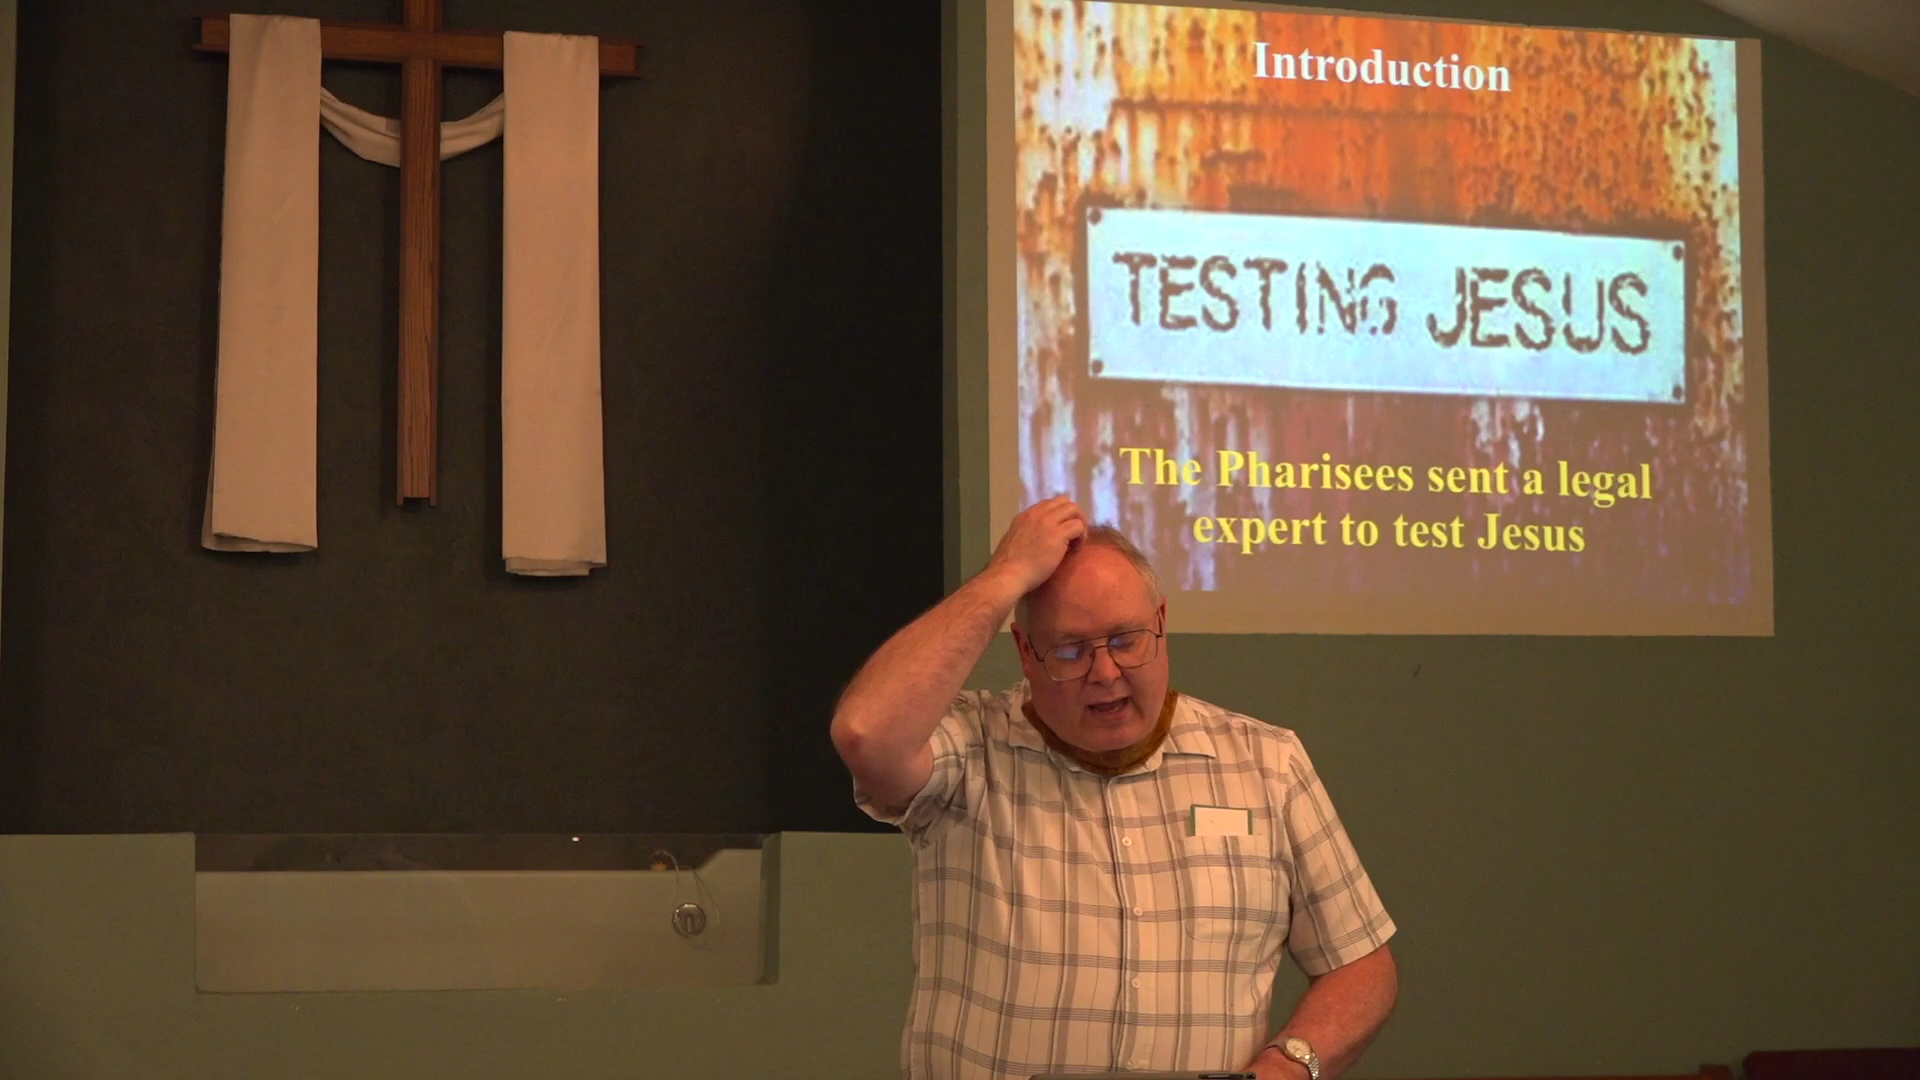 Introduction
TESTING JESUS
The Pharisees sent a legal
expert to test Jesus